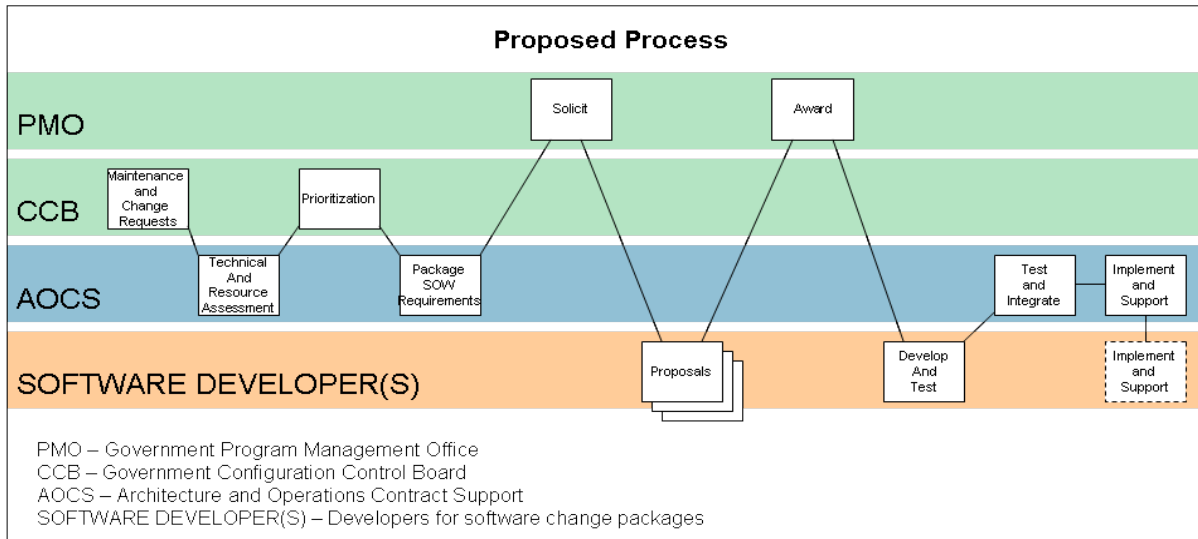 Proposed Process
PMO
Solicit
Award
CCB
Maintenance
and
Change
Requests
Prioritization
AOCS
Technical
And
Resource
Assessment
Package
SOW
Requirements
Test
and
Integrate
Implement
and
Support
SOFTWARE DEVELOPER(S)
Proposals
Develop
And
Test
Implement
and
Support
PMO – Government Program Management Office
CCB – Government Configuration Control Board
AOCS – Architecture and Operations Contract Support
SOFTWARE DEVELOPER(S) – Developers for software change packages